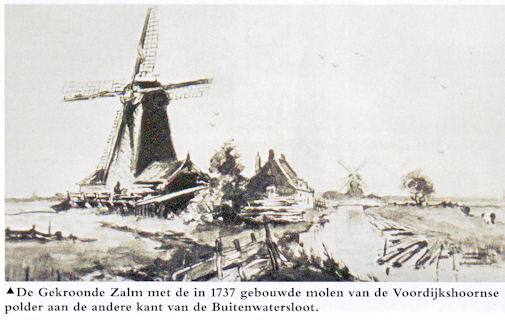 ▲De Gekroonde Zalm met de in 1737 gebouwde molen van de Voordijkshoornse
polder aan de andere kant van de Buitenwatersloot.